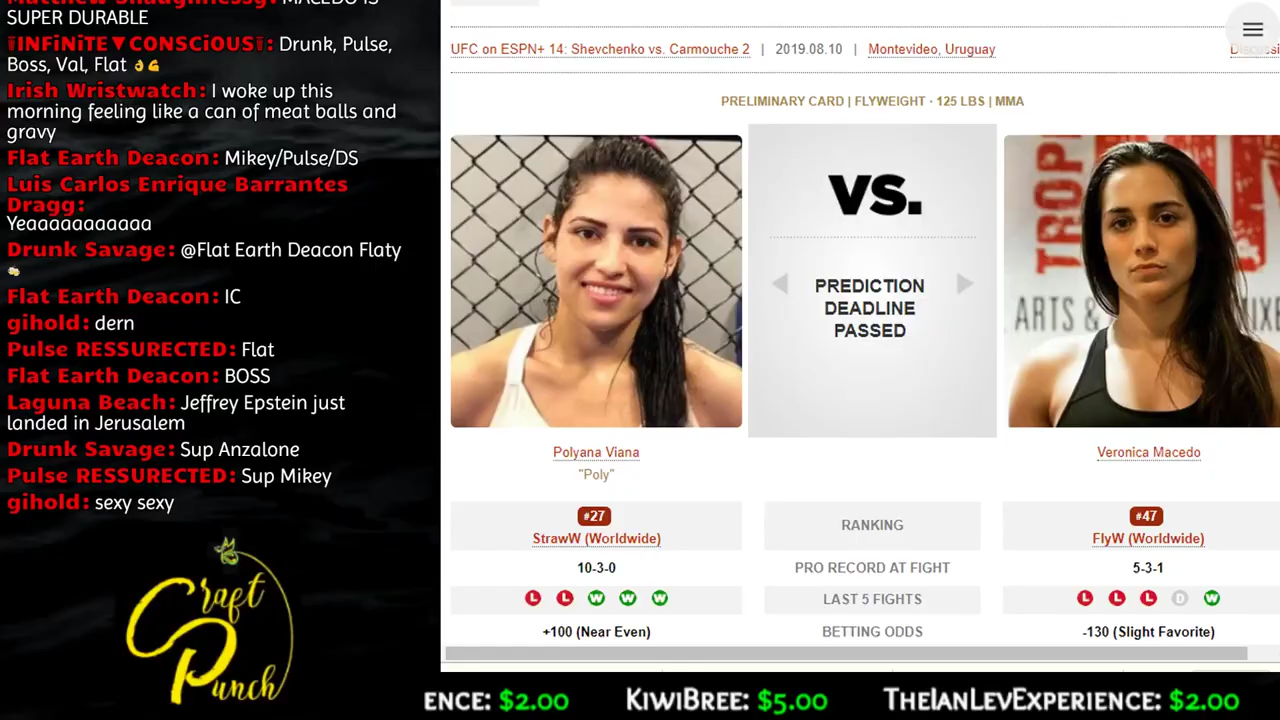 Matthew Shaughnessy: MACEDO IS
SUPER DURABLE
INFiNiTE▼CONSCiOUS: Drunk, Pulse,
Boss, Val, Flat 👌💪
Irish Wristwatch: I woke up this
morning feeling like a can of meat balls and
gravy
Flat Earth Deacon: Mikey/Pulse/DS
Luis Carlos Enrique Barrantes
Dragg:
Yeaaaaaaaaaaa
Drunk Savage: @Flat Earth Deacon Flaty
Flat Earth Deacon: IC
gihold: dern
Pulse RESSURECTED: Flat
Flat Earth Deacon: BOSS
Laguna Beach: Jeffrey Epstein just
landed in Jerusalem
Drunk Savage: Sup Anzalone
Pulse RESSURECTED: Sup Mikey
gihold: sexy sexy
Craft
Punch
UFC on ESPN+ 14: Shevchenko vs. Carmouche 2 | 2019.08.10 | Montevideo, Uruguay
PRELIMINARY CARD | FLYWEIGHT · 125 LBS | MMA
VS.
PREDICTION
DEADLINE
PASSED
TROP
ARTS & MIXE
Polyana Viana
"Poly"
Veronica Macedo
#27 RANKING #47
StrawW (Worldwide) FlyW (Worldwide)
10-3-0 PRO RECORD AT FIGHT 5-3-1
L L W W W LAST 5 FIGHTS L L L D W
+100 (Near Even) BETTING ODDS -130 (Slight Favorite)
ENCE: $2.00 KiwiBree: $5.00 TheIanLevExperience: $2.00